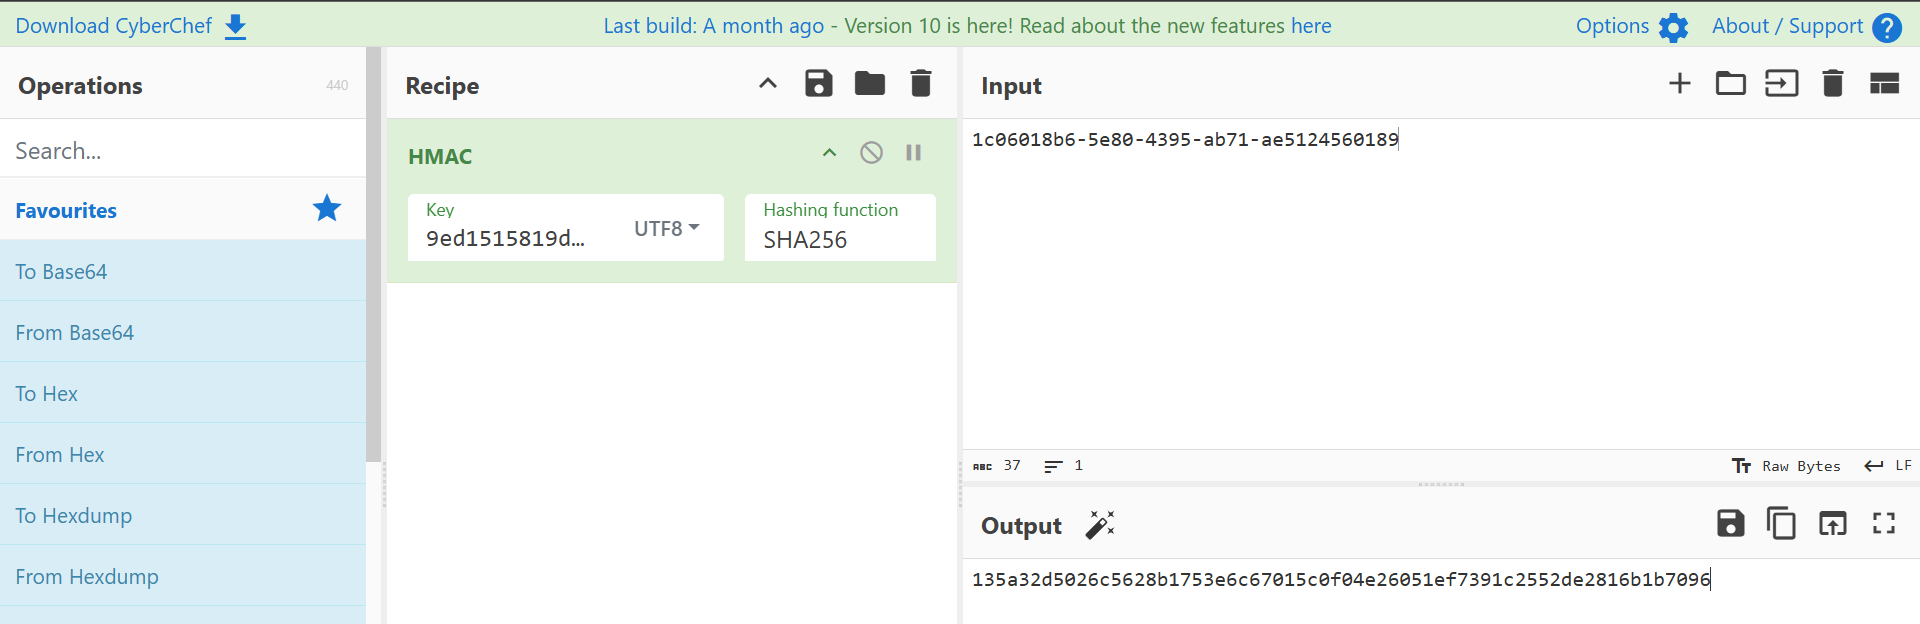 Download CyberChef
Last build: A month ago - Version 10 is here! Read about the new features here
Options
About / Support
Operations
440
Search...
Favourites
To Base64
From Base64
To Hex
From Hex
To Hexdump
From Hexdump
Recipe
HMAC
Key
9ed1515819d...
UTF8
Hashing function
SHA256
Input
1c06018b6-5e80-4395-ab71-ae5124560189
ABC 37
1
Tт Raw Bytes
LF
Output
135a32d5026c5628b1753e6c67015c0f04e26051ef7391c2552de2816b1b7096